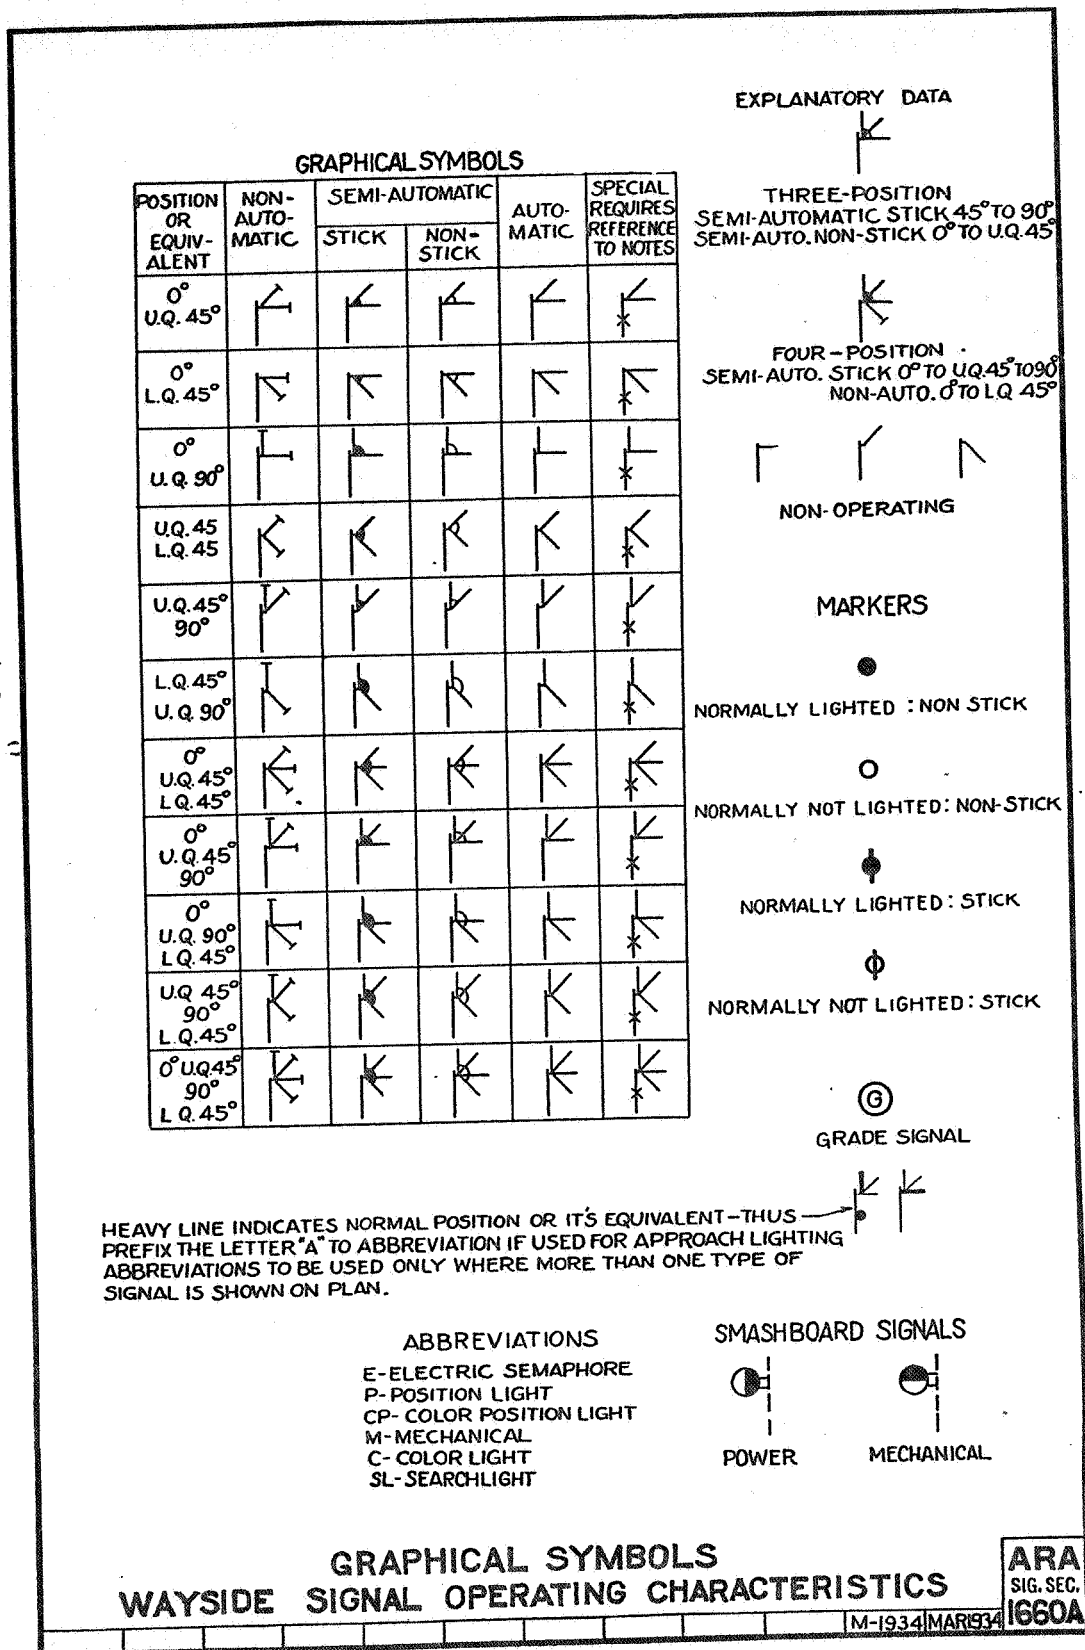 EXPLANATORY DATA
THREE-POSITION
SEMI-AUTOMATIC STICK 45° TO 90°
SEMI-AUTO. NON-STICK 0° TO U.Q. 45°
FOUR-POSITION
SEMI-AUTO. STICK 0° TO U.Q. 45° TO 90°
NON-AUTO. 0° TO L.Q 45°
NON-OPERATING
GRAPHICAL SYMBOLS
POSITION
OR
EQUIV-
ALENT
NON-
AUTO-
MATIC
SEMI-AUTOMATIC
STICK
NON-
STICK
AUTO-
MATIC
SPECIAL
REQUIRES
REFERENCE
TO NOTES
0°
U.Q. 45°
0°
L.Q. 45°
0°
U.Q. 90°
U.Q. 45
L.Q. 45
U.Q. 45°
90°
L.Q. 45°
U.Q. 90°
0°
U.Q. 45°
L Q. 45°
0°
U.Q. 45°
90°
0°
U.Q. 90°
L Q. 45°
U.Q 45°
90°
L Q. 45°
0° U.Q. 45°
90°
L Q. 45°
MARKERS
NORMALLY LIGHTED : NON STICK
NORMALLY NOT LIGHTED: NON-STICK
NORMALLY LIGHTED: STICK
NORMALLY NOT LIGHTED: STICK
G
GRADE SIGNAL
HEAVY LINE INDICATES NORMAL POSITION OR IT'S EQUIVALENT-THUS
PREFIX THE LETTER "A" TO ABBREVIATION IF USED FOR APPROACH LIGHTING
ABBREVIATIONS TO BE USED ONLY WHERE MORE THAN ONE TYPE OF
SIGNAL IS SHOWN ON PLAN.
ABBREVIATIONS
E-ELECTRIC SEMAPHORE
P-POSITION LIGHT
CP-COLOR POSITION LIGHT
M-MECHANICAL
C-COLOR LIGHT
SL-SEARCHLIGHT
SMASHBOARD SIGNALS
POWER
MECHANICAL
GRAPHICAL SYMBOLS
WAYSIDE SIGNAL OPERATING CHARACTERISTICS
M-1934 MAR 1934
ARA
SIG. SEC.
1660A